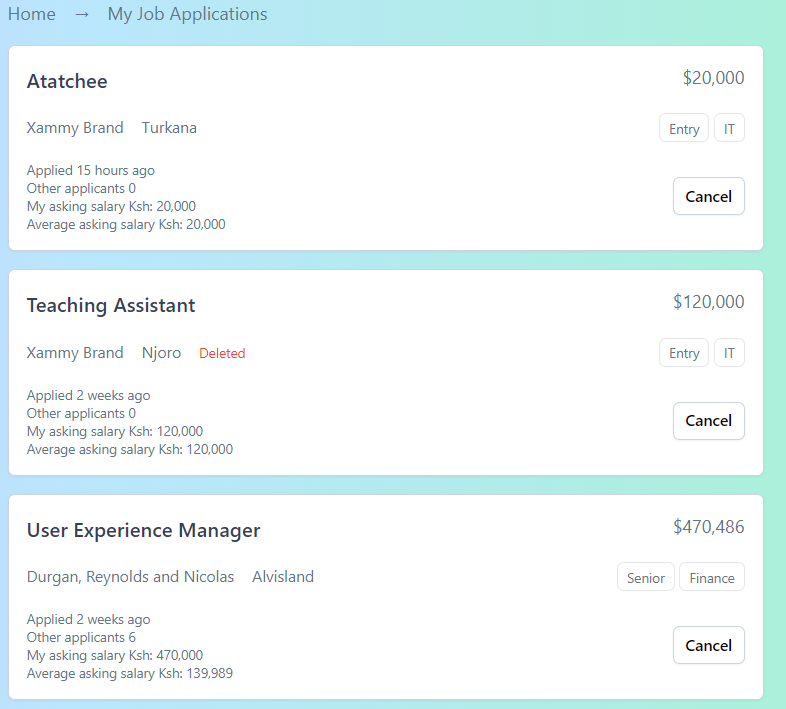 Home → My Job Applications
Atatchee $20,000
Xammy Brand Turkana Entry IT
Applied 15 hours ago
Other applicants 0
My asking salary Ksh: 20,000
Average asking salary Ksh: 20,000
Cancel
Teaching Assistant $120,000
Xammy Brand Njoro Deleted Entry IT
Applied 2 weeks ago
Other applicants 0
My asking salary Ksh: 120,000
Average asking salary Ksh: 120,000
Cancel
User Experience Manager $470,486
Durgan, Reynolds and Nicolas Alvisland Senior Finance
Applied 2 weeks ago
Other applicants 6
My asking salary Ksh: 470,000
Average asking salary Ksh: 139,989
Cancel